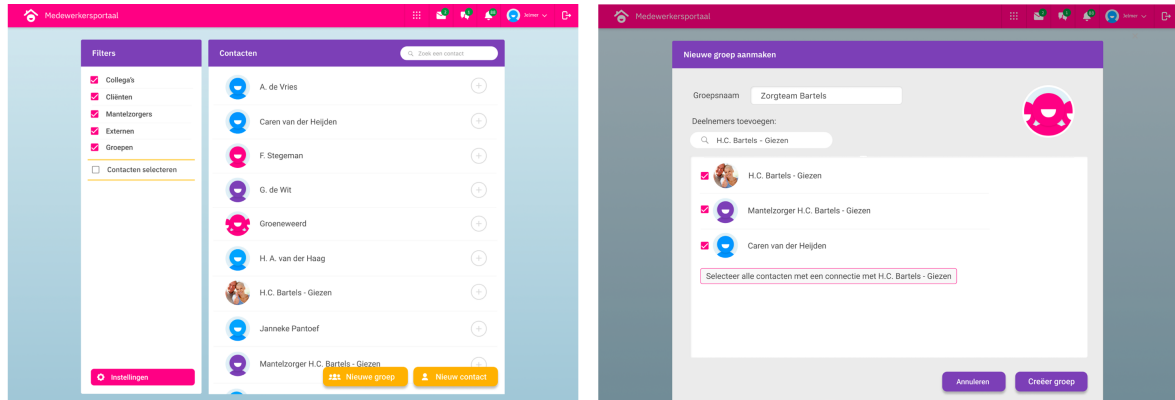 Medewerkersportaal
Jelmer
Filters
Collega's
Cliënten
Mantelzorgers
Externen
Groepen
Contacten selecteren
Instellingen
Contacten
Zoek een contact
A. de Vries
Caren van der Heijden
F. Stegeman
G. de Wit
Groeneweerd
H. A. van der Haag
H.C. Bartels - Giezen
Janneke Pantoef
Mantelzorger H.C. Bartels - Giezen
Nieuwe groep
Nieuw contact
Medewerkersportaal
Jelmer
Nieuwe groep aanmaken
Groepsnaam
Zorgteam Bartels
Deelnemers toevoegen:
H.C. Bartels - Giezen
H.C. Bartels - Giezen
Mantelzorger H.C. Bartels - Giezen
Caren van der Heijden
Selecteer alle contacten met een connectie met H.C. Bartels - Giezen
Annuleren
Creëer groep